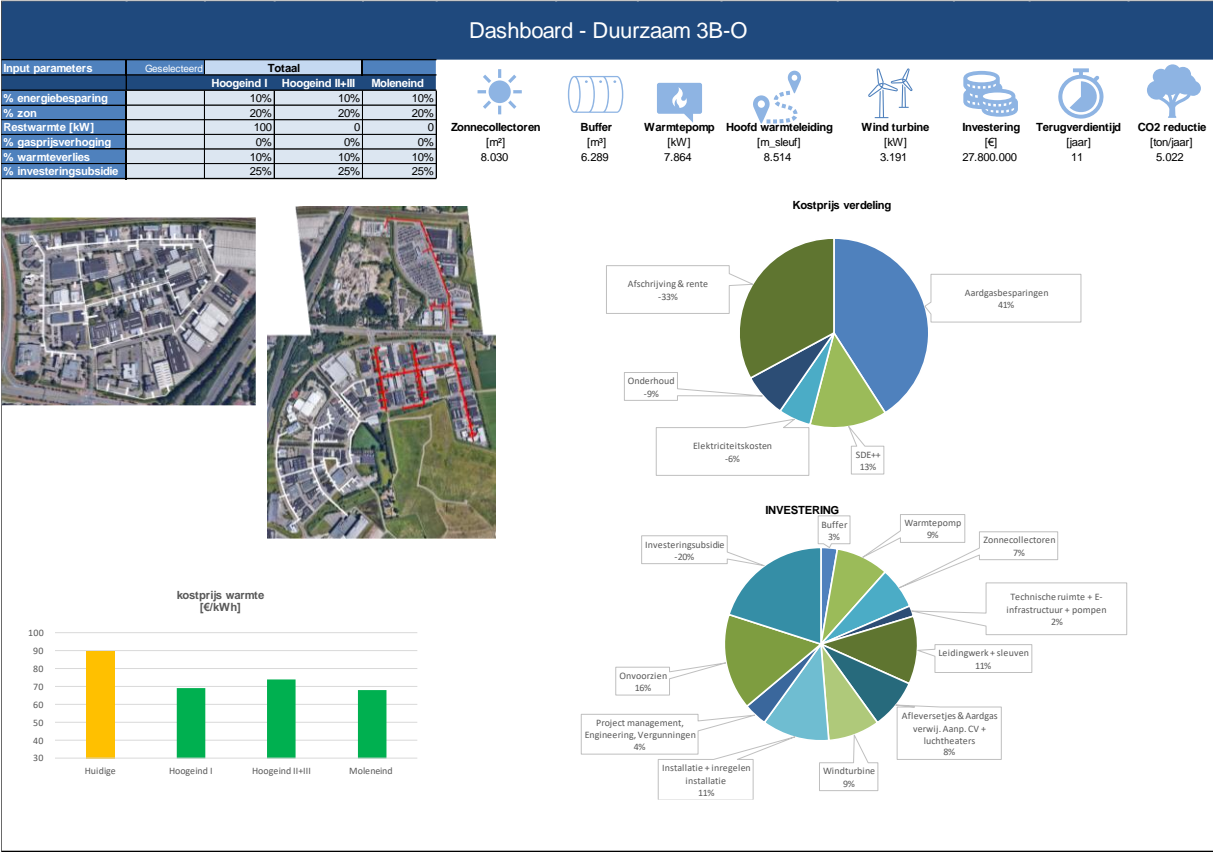 Dashboard - Duurzaam 3B-O
Input parameters Geselecteerd Totaal
Hoogeind I Hoogeind II+III Moleneind
% energiebesparing 10% 10% 10%
% zon 20% 20% 20%
Restwarmte [kW] 100 0 0
% gasprijsverhoging 0% 0% 0%
% warmteverlies 10% 10% 10%
% investeringsubsidie 25% 25% 25%
Zonnecollectoren Buffer Warmtepomp Hoofd warmteleiding Wind turbine Investering Terugverdientijd CO2 reductie
[m²] [m³] [kW] [m_sleuf] [kW] [€] [jaar] [ton/jaar]
8.030 6.289 7.864 8.514 3.191 27.800.000 11 5.022
Kostprijs verdeling
Afschrijving & rente
-33%
Aardgasbesparingen
41%
Onderhoud
-9%
Elektriciteitskosten
-6%
SDE++
13%
INVESTERING
Buffer
3%
Warmtepomp
9%
Zonnecollectoren
7%
Technische ruimte + E-
infrastructuur + pompen
2%
Leidingwerk + sleuven
11%
Afleversetjes & Aardgas
verwij. Aanp. CV +
luchtheaters
8%
Windturbine
9%
Installatie + inregelen
installatie
11%
Project management,
Engineering, Vergunningen
4%
Onvoorzien
16%
Investeringsubsidie
-20%
kostprijs warmte
[€/kWh]
100
90
80
70
60
50
40
30
Huidige Hoogeind I Hoogeind II+III Moleneind